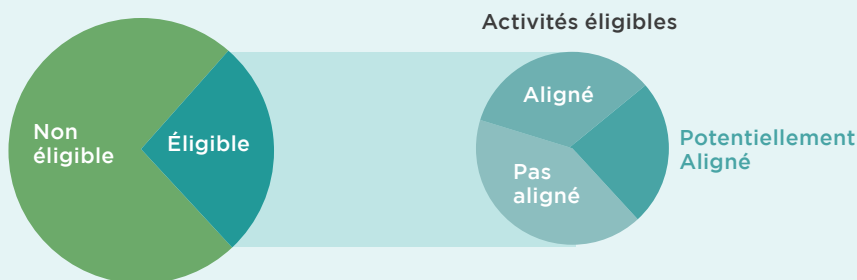 Activités éligibles
Non
éligible
Éligible
Aligné
Pas
aligné
Potentiellement
Aligné